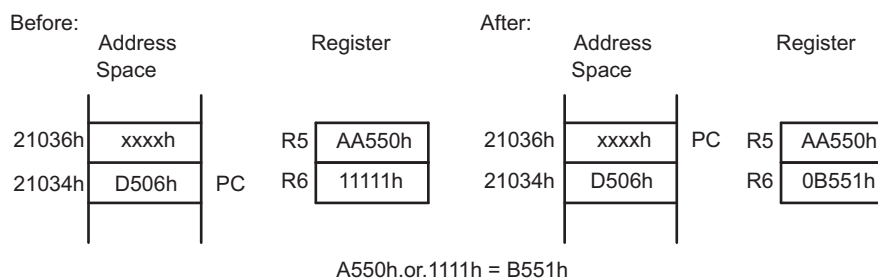 Before:
Address
Space
Register
21036h xxxxh
R5 AA550h
21034h D506h PC
R6 11111h
After:
Address
Space
Register
21036h xxxxh PC
R5 AA550h
21034h D506h
R6 0B551h
A550h.or.1111h = B551h